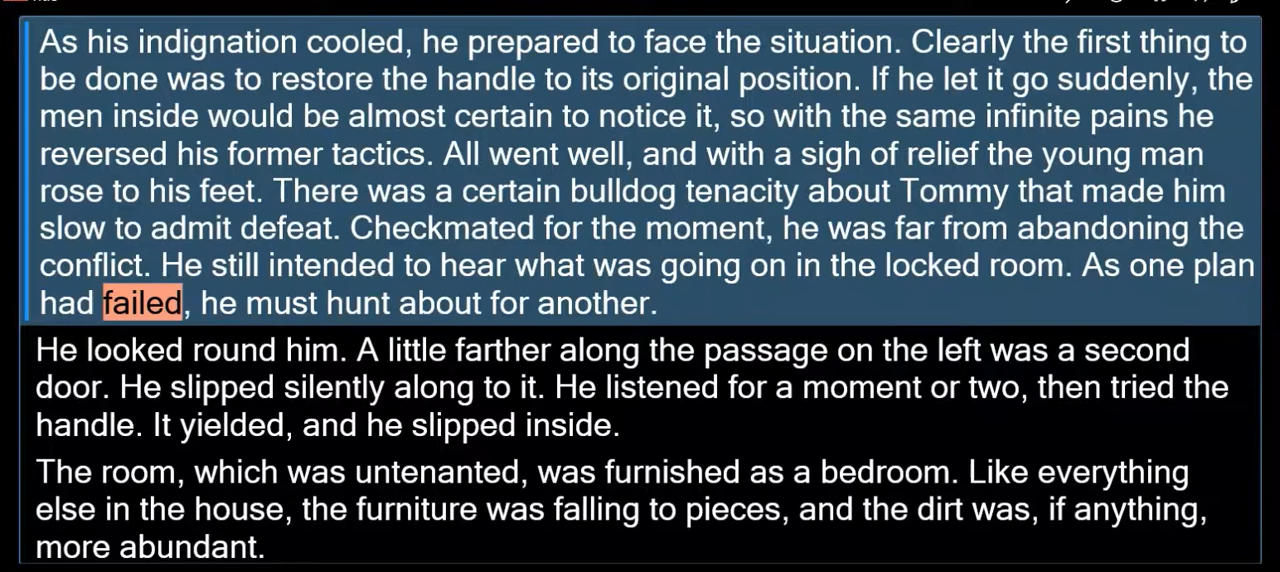 As his indignation cooled, he prepared to face the situation. Clearly the first thing to
be done was to restore the handle to its original position. If he let it go suddenly, the
men inside would be almost certain to notice it, so with the same infinite pains he
reversed his former tactics. All went well, and with a sigh of relief the young man
rose to his feet. There was a certain bulldog tenacity about Tommy that made him
slow to admit defeat. Checkmated for the moment, he was far from abandoning the
conflict. He still intended to hear what was going on in the locked room. As one plan
had failed, he must hunt about for another.
He looked round him. A little farther along the passage on the left was a second
door. He slipped silently along to it. He listened for a moment or two, then tried the
handle. It yielded, and he slipped inside.
The room, which was untenanted, was furnished as a bedroom. Like everything
else in the house, the furniture was falling to pieces, and the dirt was, if anything,
more abundant.